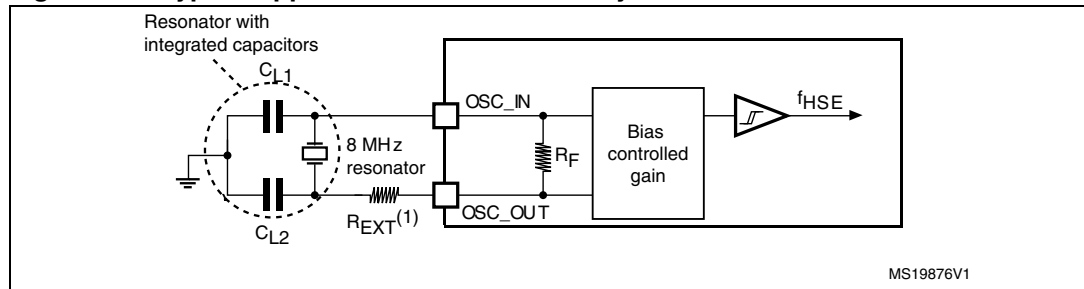 Resonator with
integrated capacitors
CL1
OSC_IN
fHSE
8 MHz
resonator
RF
Bias
controlled
gain
OSC_OUT
REXT(1)
CL2
MS19876V1